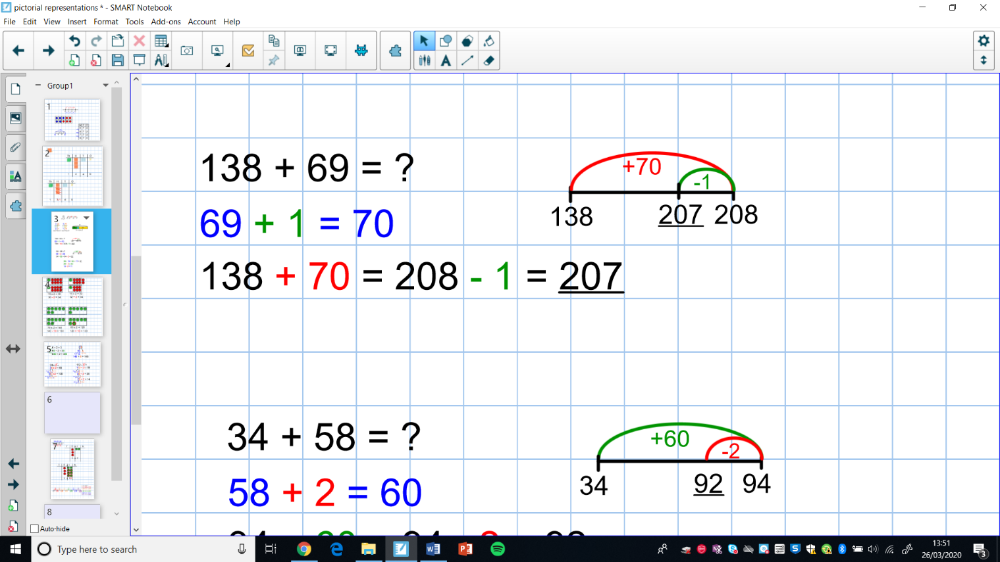 pictorial representations * - SMART Notebook
File Edit View Insert Format Tools Add-ons Account Help
Group1
1
2
3
4
5
6
7
8
Auto-hide
138 + 69 = ?
69 + 1 = 70
138 + 70 = 208 - 1 = 207
+70
-1
138 207 208
34 + 58 = ?
58 + 2 = 60
+60
-2
34 92 94
Type here to search
13:51
26/03/2020
3